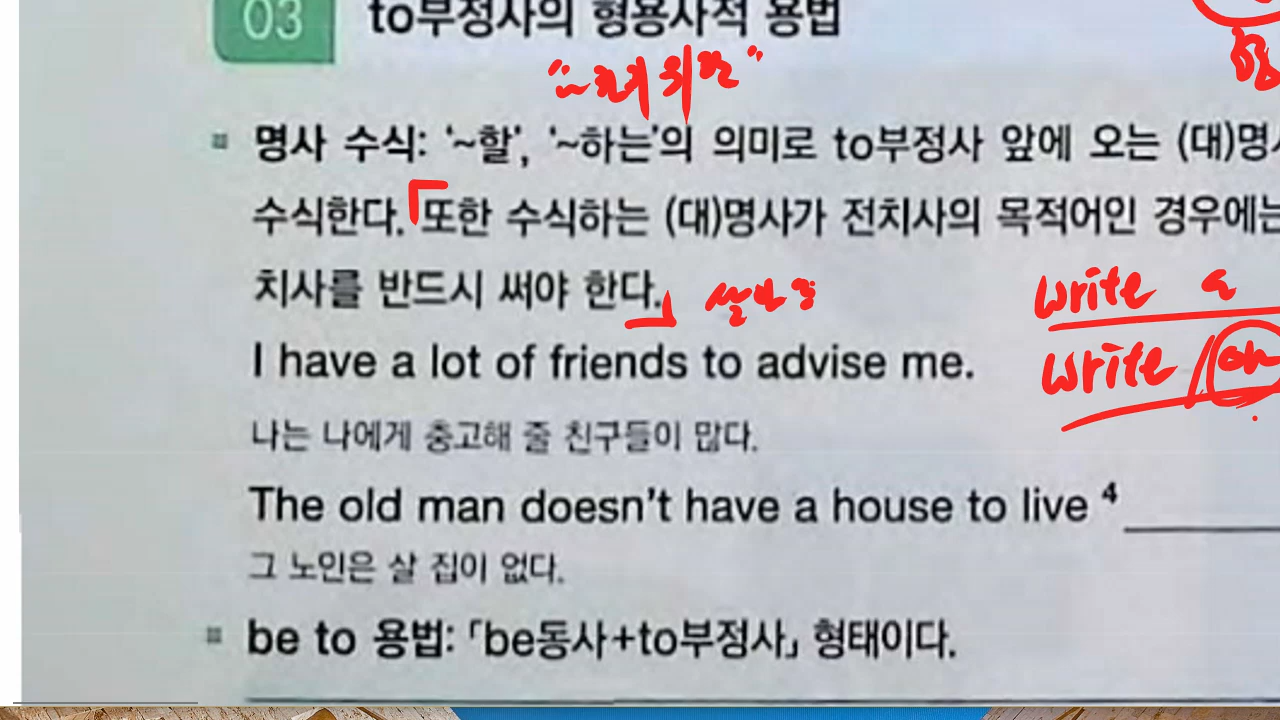 03 to부정사의 형용사적 용법
명사 수식: '~할', '~하는'의 의미로 to부정사 앞에 오는 (대)명
수식한다. 또한 수식하는 (대)명사가 전치사의 목적어인 경우에는
치사를 반드시 써야 한다.
write a
I have a lot of friends to advise me.
write on
나는 나에게 충고해 줄 친구들이 많다.
The old man doesn't have a house to live 4
그 노인은 살 집이 없다.
be to 용법: 「be동사+to부정사」 형태이다.